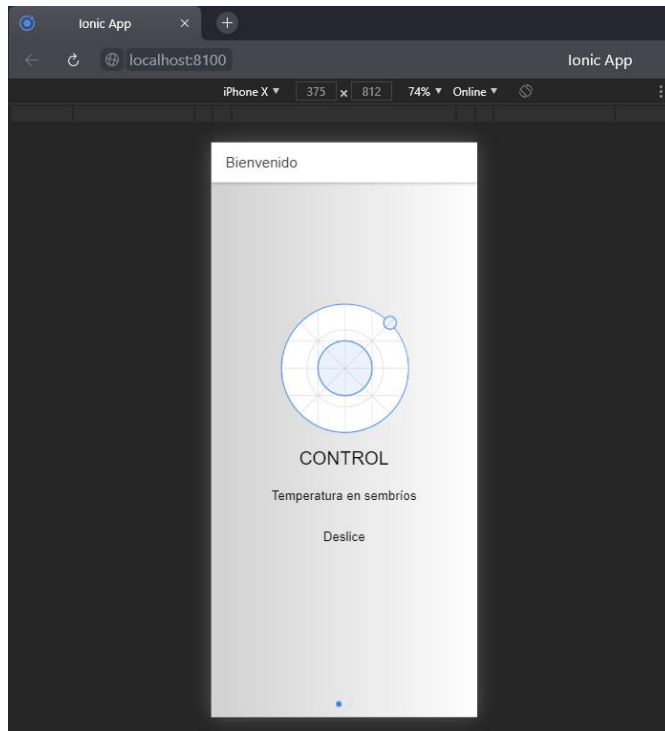 Ionic App × +
localhost:8100 Ionic App
iPhone X ▼ 375 x 812 74% ▼ Online ▼
Bienvenido
CONTROL
Temperatura en sembríos
Deslice